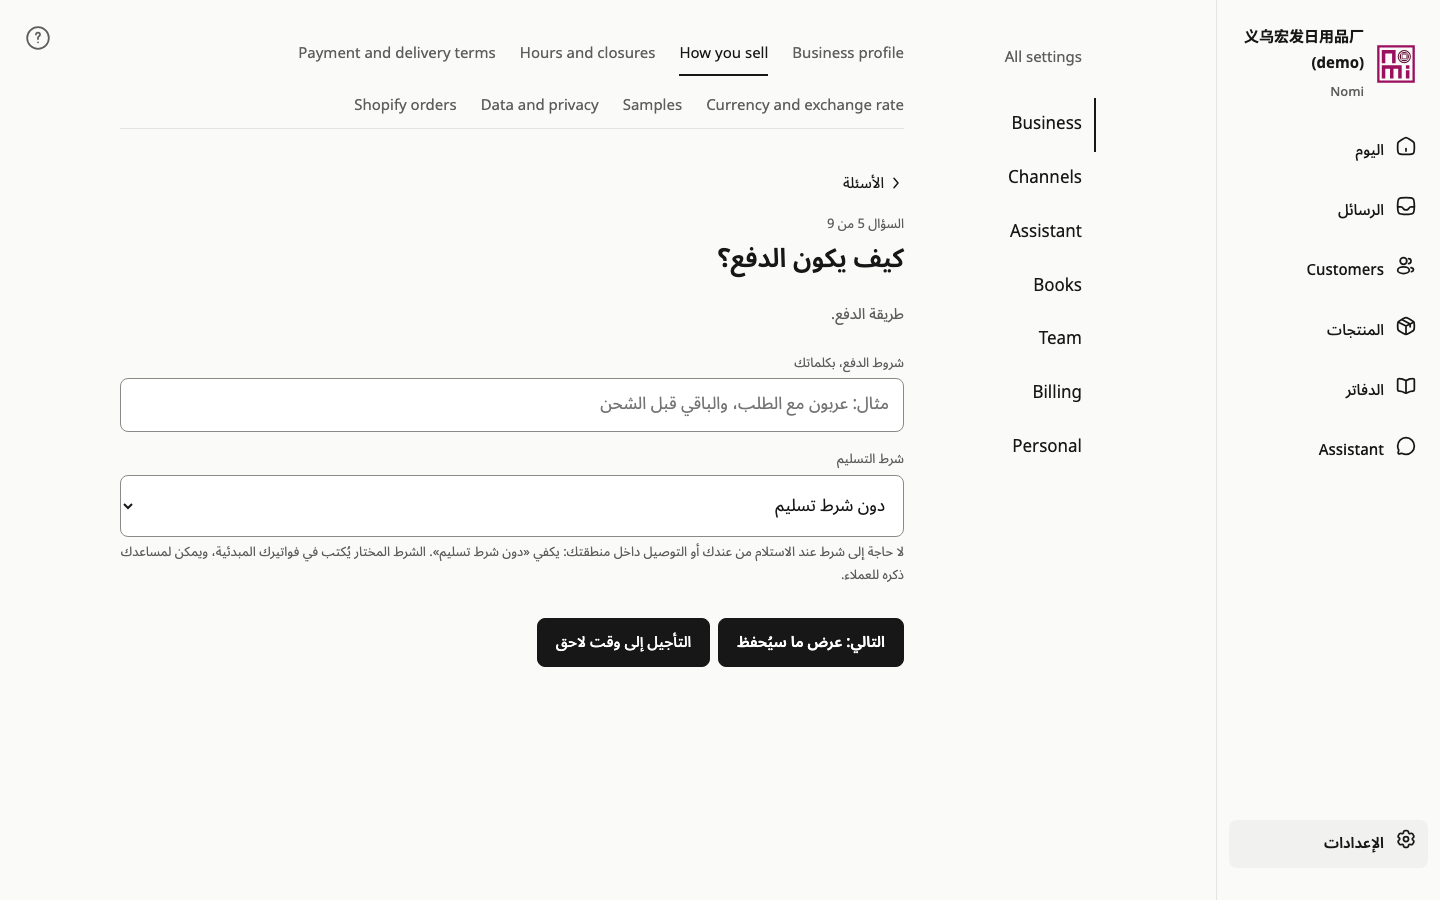 义乌宏发日用品厂
(demo)
Nomi
اليوم
الرسائل
Customers
المنتجات
الدفاتر
Assistant
الإعدادات
All settings
Business
Channels
Assistant
Books
Team
Billing
Personal
Business profile
How you sell
Hours and closures
Payment and delivery terms
Currency and exchange rate
Samples
Data and privacy
Shopify orders
الأسئلة
السؤال 5 من 9
كيف يكون الدفع؟
طريقة الدفع.
شروط الدفع، بكلماتك
مثال: عربون مع الطلب، والباقي قبل الشحن
شرط التسليم
دون شرط تسليم
لا حاجة إلى شرط عند الاستلام من عندك أو التوصيل داخل منطقتك: يكفي «دون شرط تسليم». الشرط المختار يُكتب في فواتيرك المبدئية، ويمكن لمساعدك
ذكره للعملاء.
التالي: عرض ما سيُحفظ
التأجيل إلى وقت لاحق